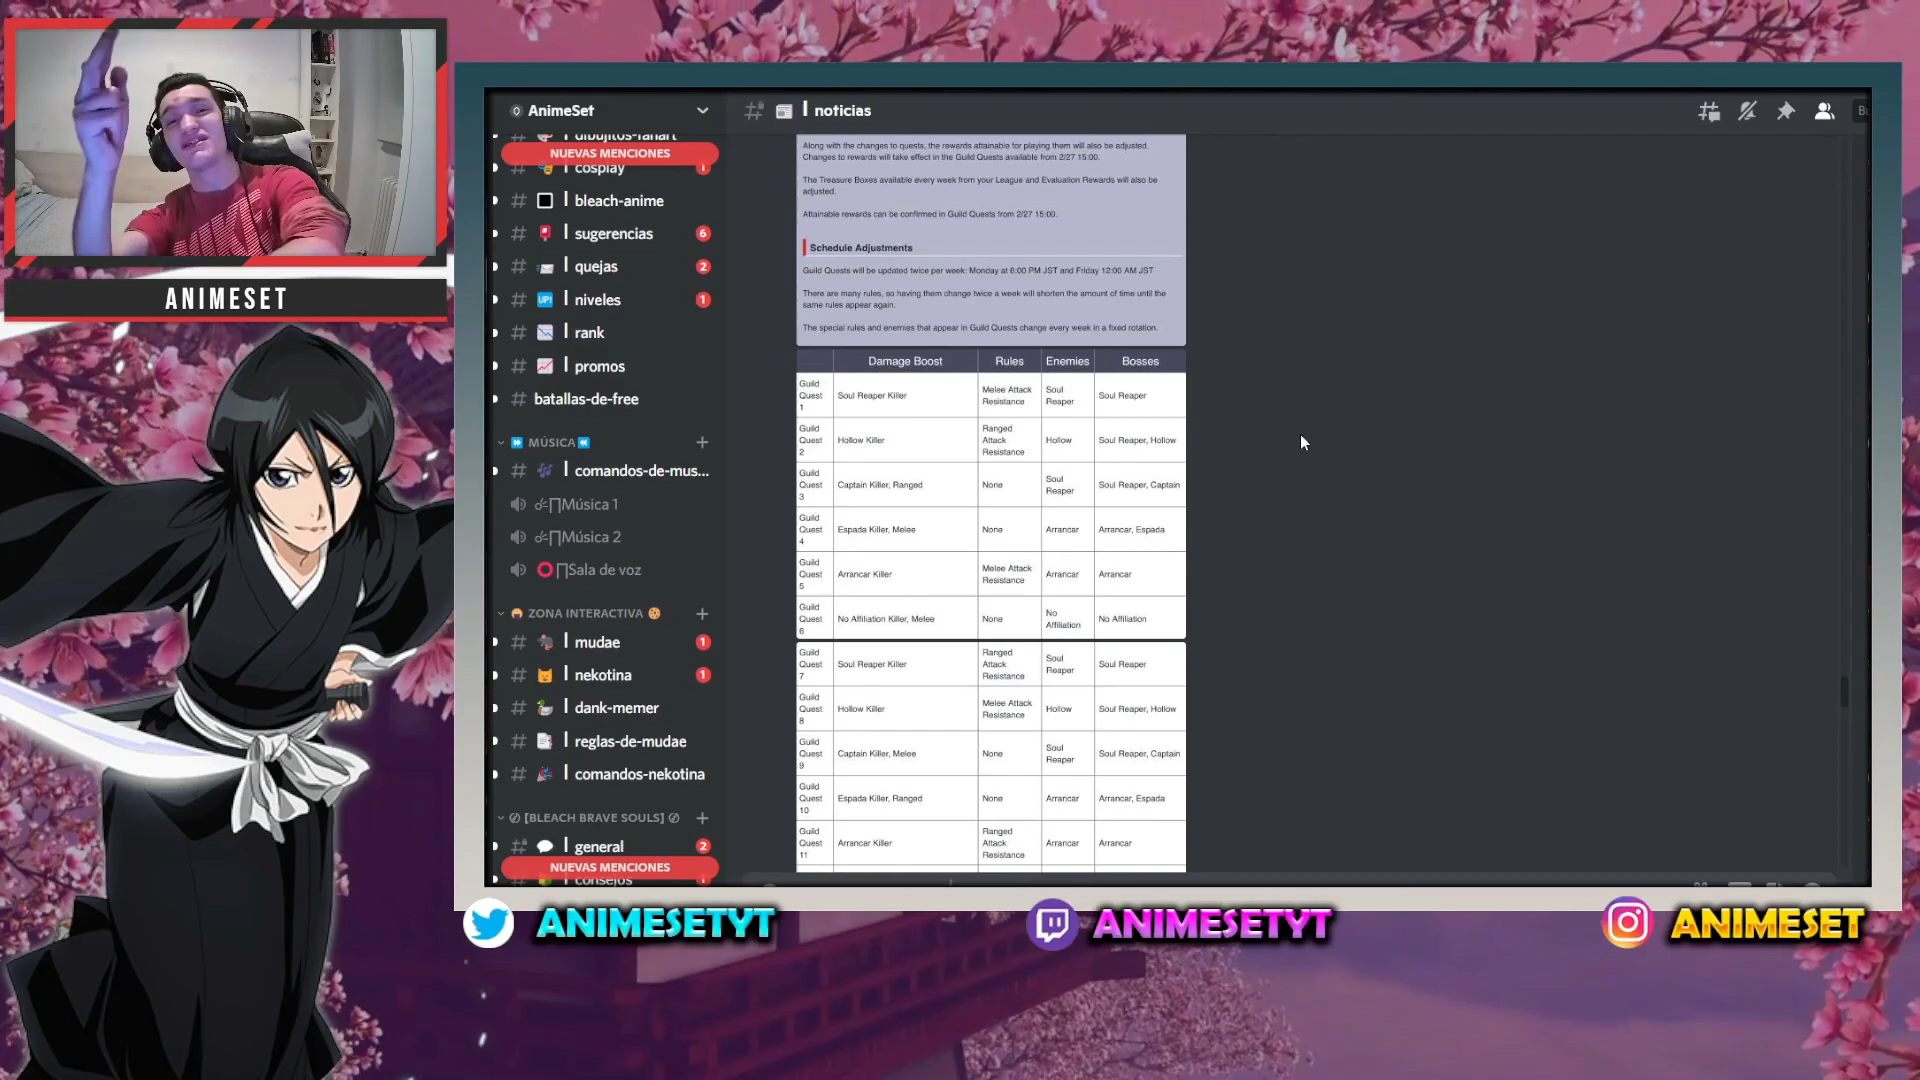 ANIMESET
AnimeSet
noticias
dibujitos-fanart
NUEVAS MENCIONES
cosplay
1
bleach-anime
sugerencias
6
quejas
2
UP!
niveles
1
rank
promos
batallas-de-free
MÚSICA
comandos-de-mus...
Música 1
Música 2
Sala de voz
ZONA INTERACTIVA
mudae
1
nekotina
1
dank-memer
reglas-de-mudae
comandos-nekotina
[BLEACH BRAVE SOULS]
general
2
NUEVAS MENCIONES
consejos
Along with the changes to quests, the rewards attainable for playing them will also be adjusted.
Changes to rewards will take effect in the Guild Quests available from 2/27 15:00.
The Treasure Boxes available every week from your League and Evaluation Rewards will also be
adjusted.
Attainable rewards can be confirmed in Guild Quests from 2/27 15:00.
Schedule Adjustments
Guild Quests will be updated twice per week: Monday at 6:00 PM JST and Friday 12:00 AM JST
There are many rules, so having them change twice a week will shorten the amount of time until the
same rules appear again.
The special rules and enemies that appear in Guild Quests change every week in a fixed rotation.
Damage Boost Rules Enemies Bosses
Guild Quest 1 Soul Reaper Killer Melee Attack Resistance Soul Reaper Soul Reaper
Guild Quest 2 Hollow Killer Ranged Attack Resistance Hollow Soul Reaper, Hollow
Guild Quest 3 Captain Killer, Ranged None Soul Reaper Soul Reaper, Captain
Guild Quest 4 Espada Killer, Melee None Arrancar Arrancar, Espada
Guild Quest 5 Arrancar Killer Melee Attack Resistance Arrancar Arrancar
Guild Quest 6 No Affiliation Killer, Melee None No Affiliation No Affiliation
Guild Quest 7 Soul Reaper Killer Ranged Attack Resistance Soul Reaper Soul Reaper
Guild Quest 8 Hollow Killer Melee Attack Resistance Hollow Soul Reaper, Hollow
Guild Quest 9 Captain Killer, Melee None Soul Reaper Soul Reaper, Captain
Guild Quest 10 Espada Killer, Ranged None Arrancar Arrancar, Espada
Guild Quest 11 Arrancar Killer Ranged Attack Resistance Arrancar Arrancar
ANIMESETYT
ANIMESETYT
ANIMESET